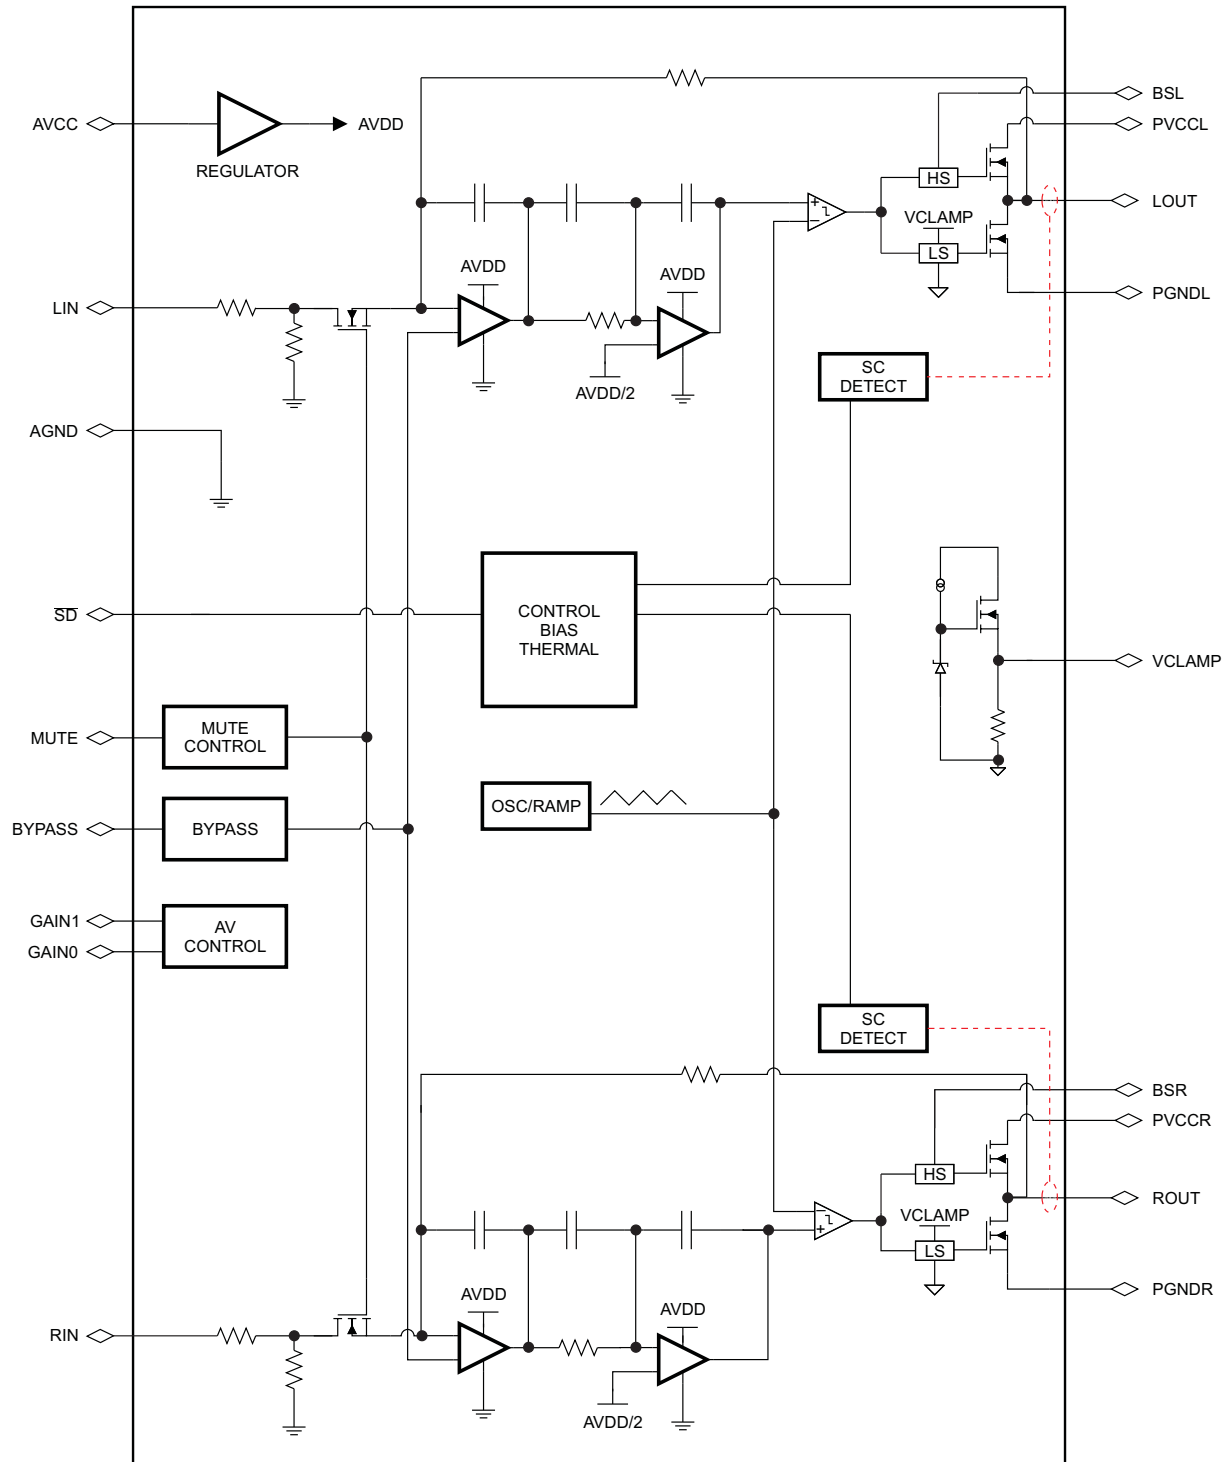 BSL
AVCC
AVDD
PVCCL
REGULATOR
HS
+
−
LOUT
VCLAMP
LS
AVDD
AVDD
LIN
PGNDL
SC
DETECT
AVDD/2
AGND
CONTROL
BIAS
THERMAL
SD
VCLAMP
MUTE
MUTE
CONTROL
OSC/RAMP
BYPASS
BYPASS
GAIN1
GAIN0
AV
CONTROL
SC
DETECT
BSR
PVCCR
HS
ROUT
−
+
VCLAMP
LS
AVDD
AVDD
PGNDR
RIN
AVDD/2